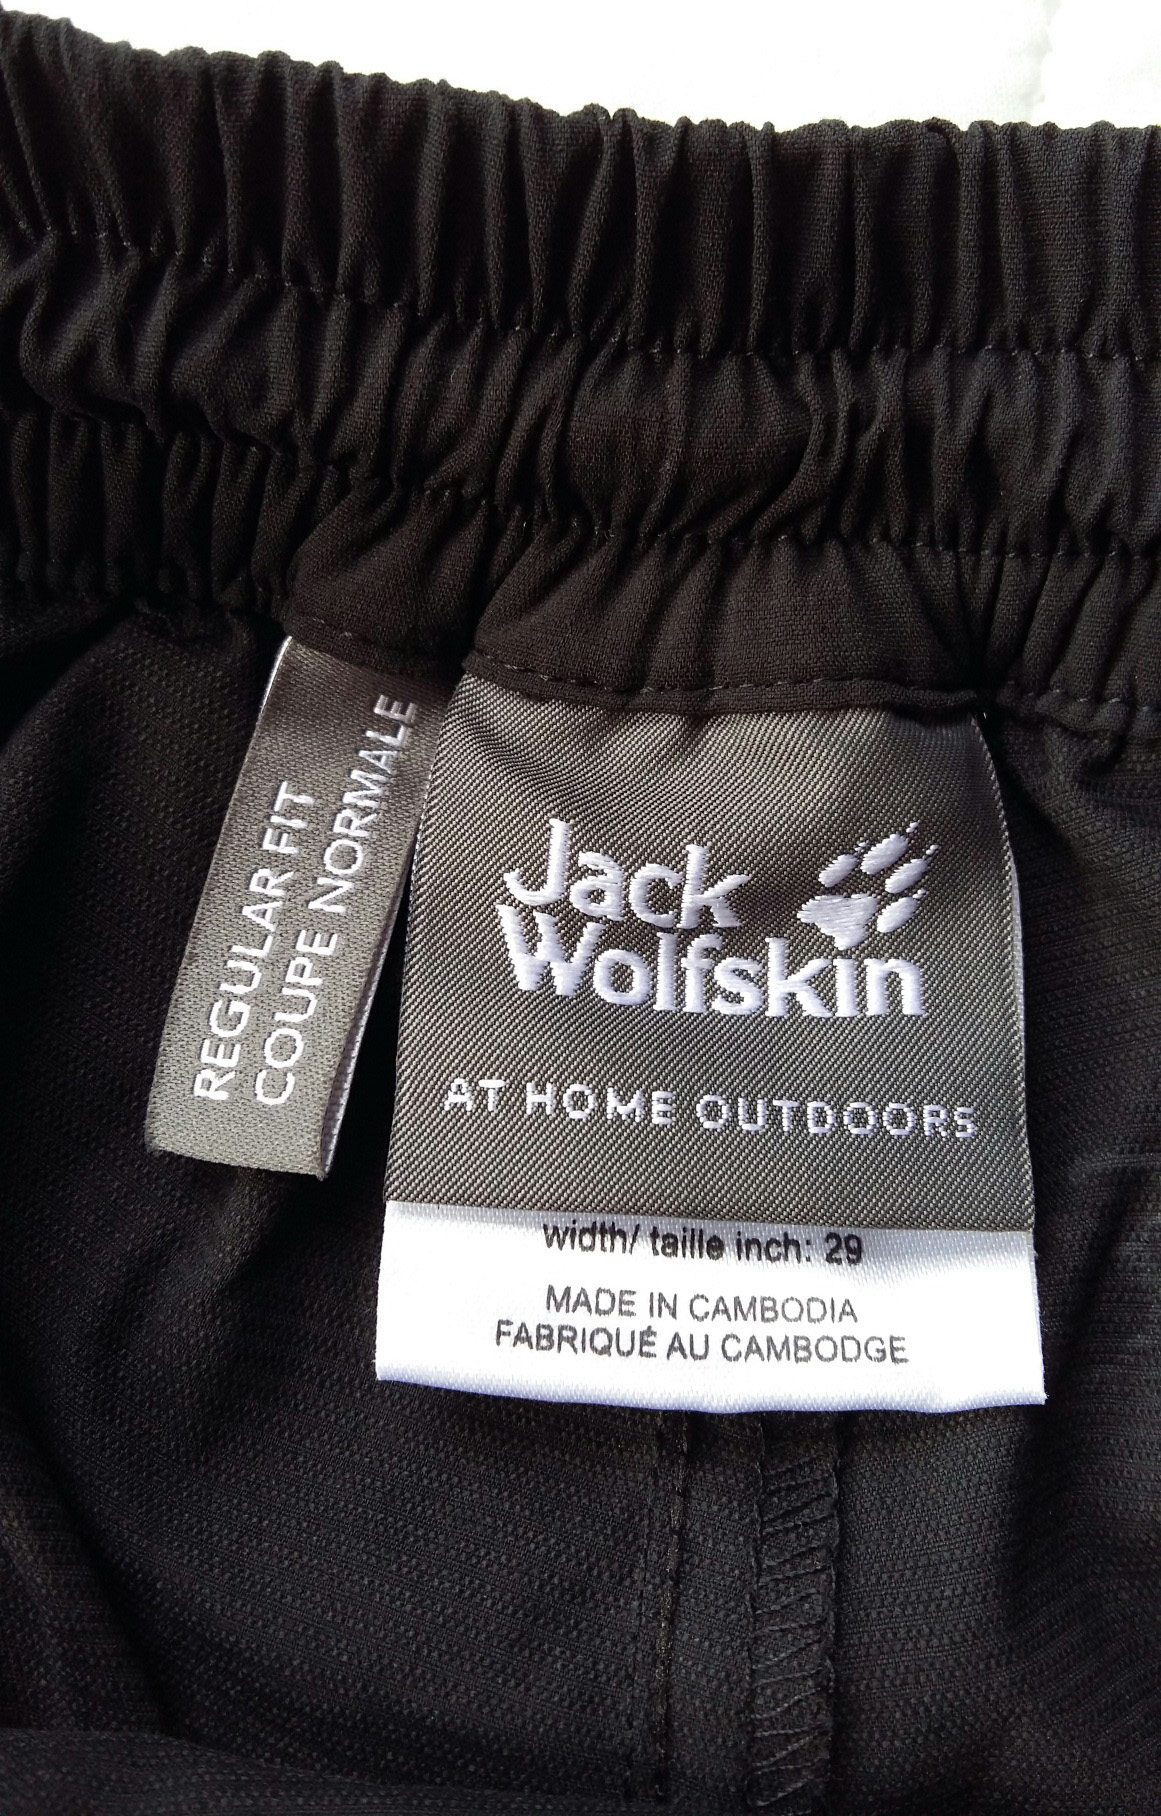 REGULAR FIT
COUPE NORMALE
Jack
Wolfskin
AT HOME OUTDOORS
width/ taille inch: 29
MADE IN CAMBODIA
FABRIQUÉ AU CAMBODGE